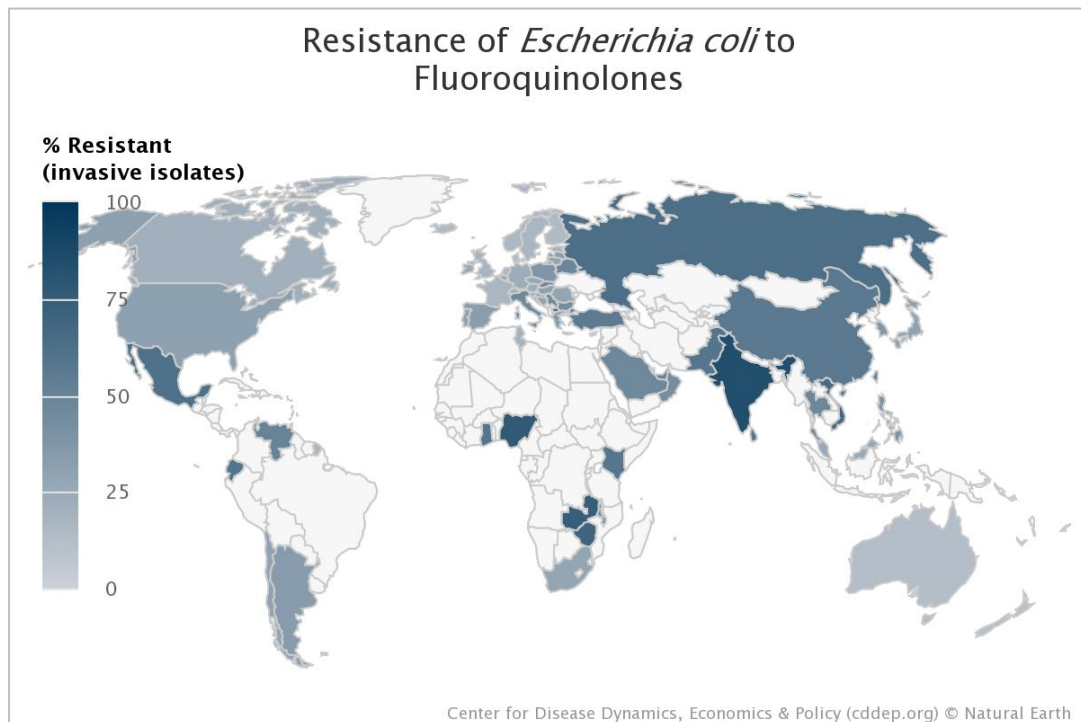 Resistance of Escherichia coli to
Fluoroquinolones
% Resistant
(invasive isolates)
100
75
50
25
0
Center for Disease Dynamics, Economics & Policy (cddep.org) © Natural Earth